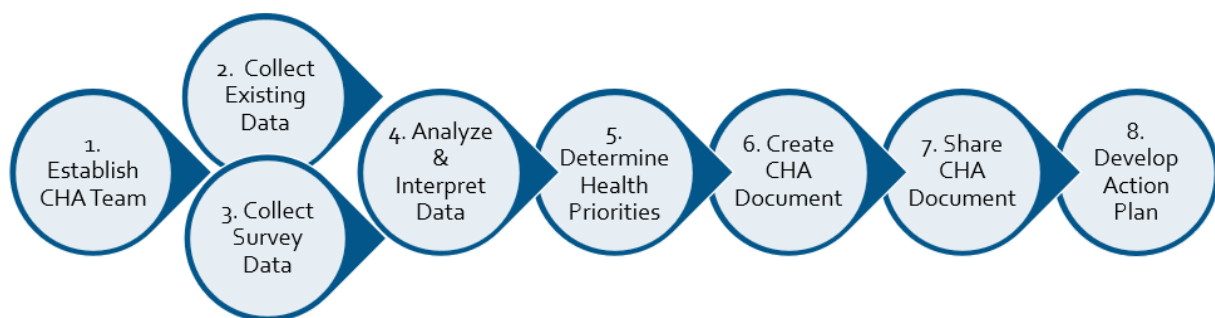 1.
Establish
CHA Team
2. Collect
Existing
Data
3. Collect
Survey
Data
4. Analyze
&
Interpret
Data
5.
Determine
Health
Priorities
6. Create
CHA
Document
7. Share
CHA
Document
8.
Develop
Action
Plan